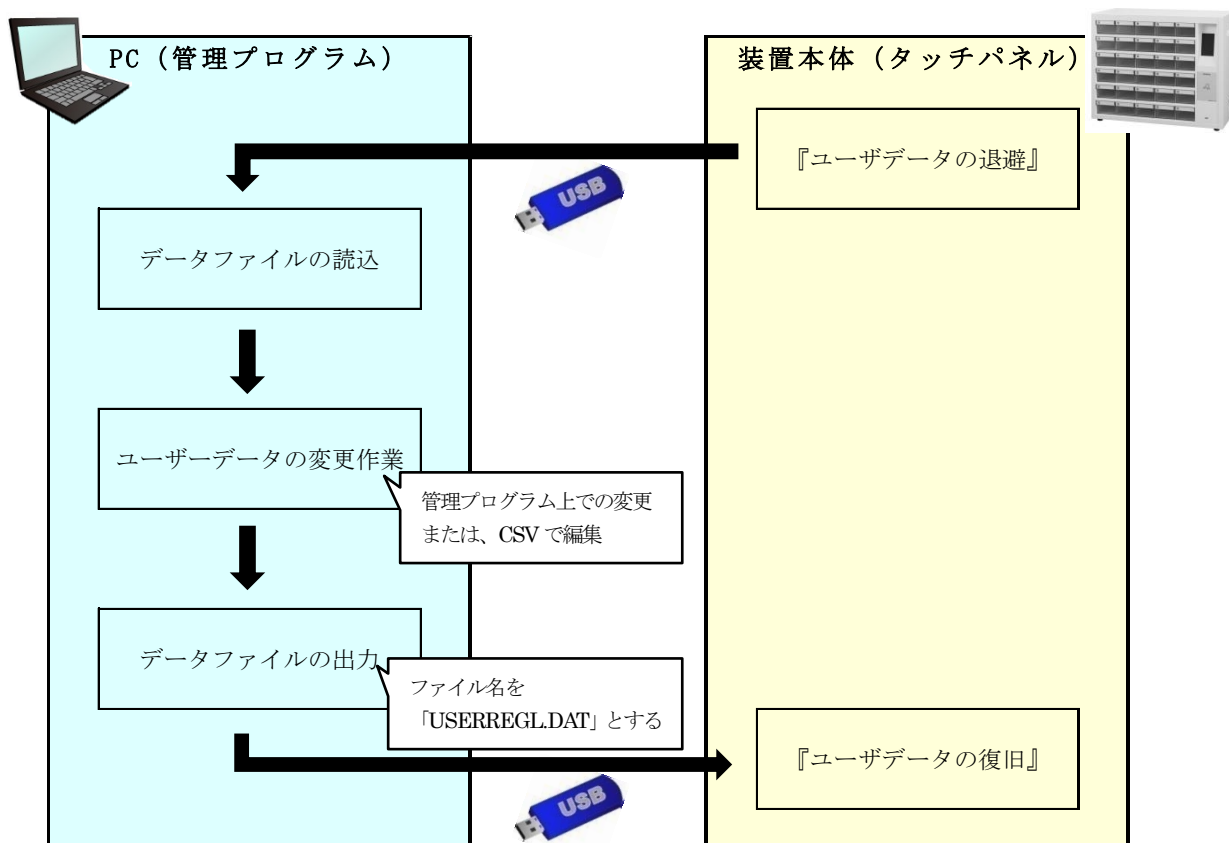 PC（管理プログラム）
装置本体（タッチパネル）
『ユーザデータの退避』
USB
データファイルの読込
ユーザーデータの変更作業
管理プログラム上での変更
または、CSV で編集
データファイルの出力
ファイル名を
「USERREGL.DAT」とする
『ユーザデータの復旧』
USB